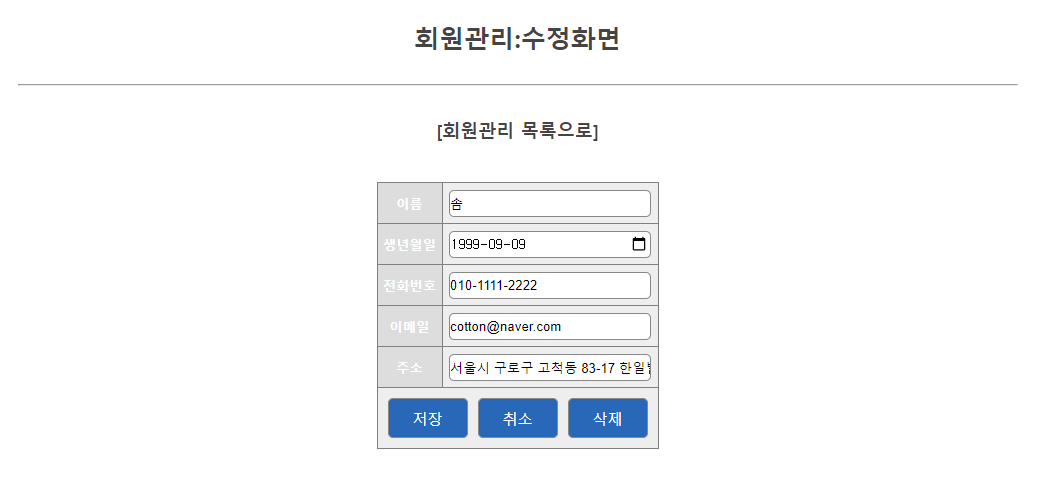 회원관리:수정화면
[회원관리 목록으로]
이름 솜
생년월일 1999-09-09
전화번호 010-1111-2222
이메일 cotton@naver.com
주소 서울시 구로구 고척동 83-17
저장 취소 삭제